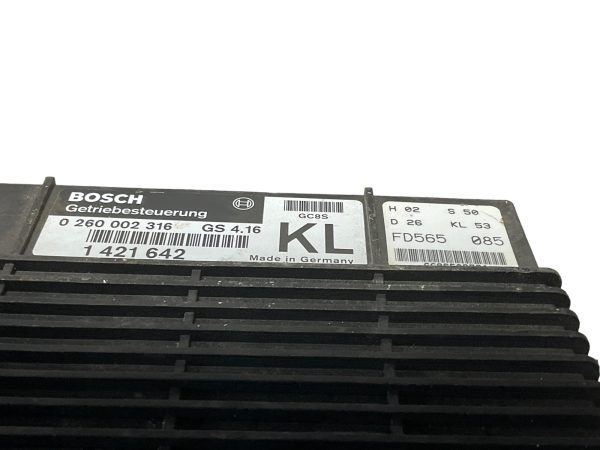 BOSCH
Getriebesteuerung
0 260 002 316 GS 4.16
1 421 642
GC8S
KL
Made in Germany
H 02 S 50
D 26 KL 53
FD565 085